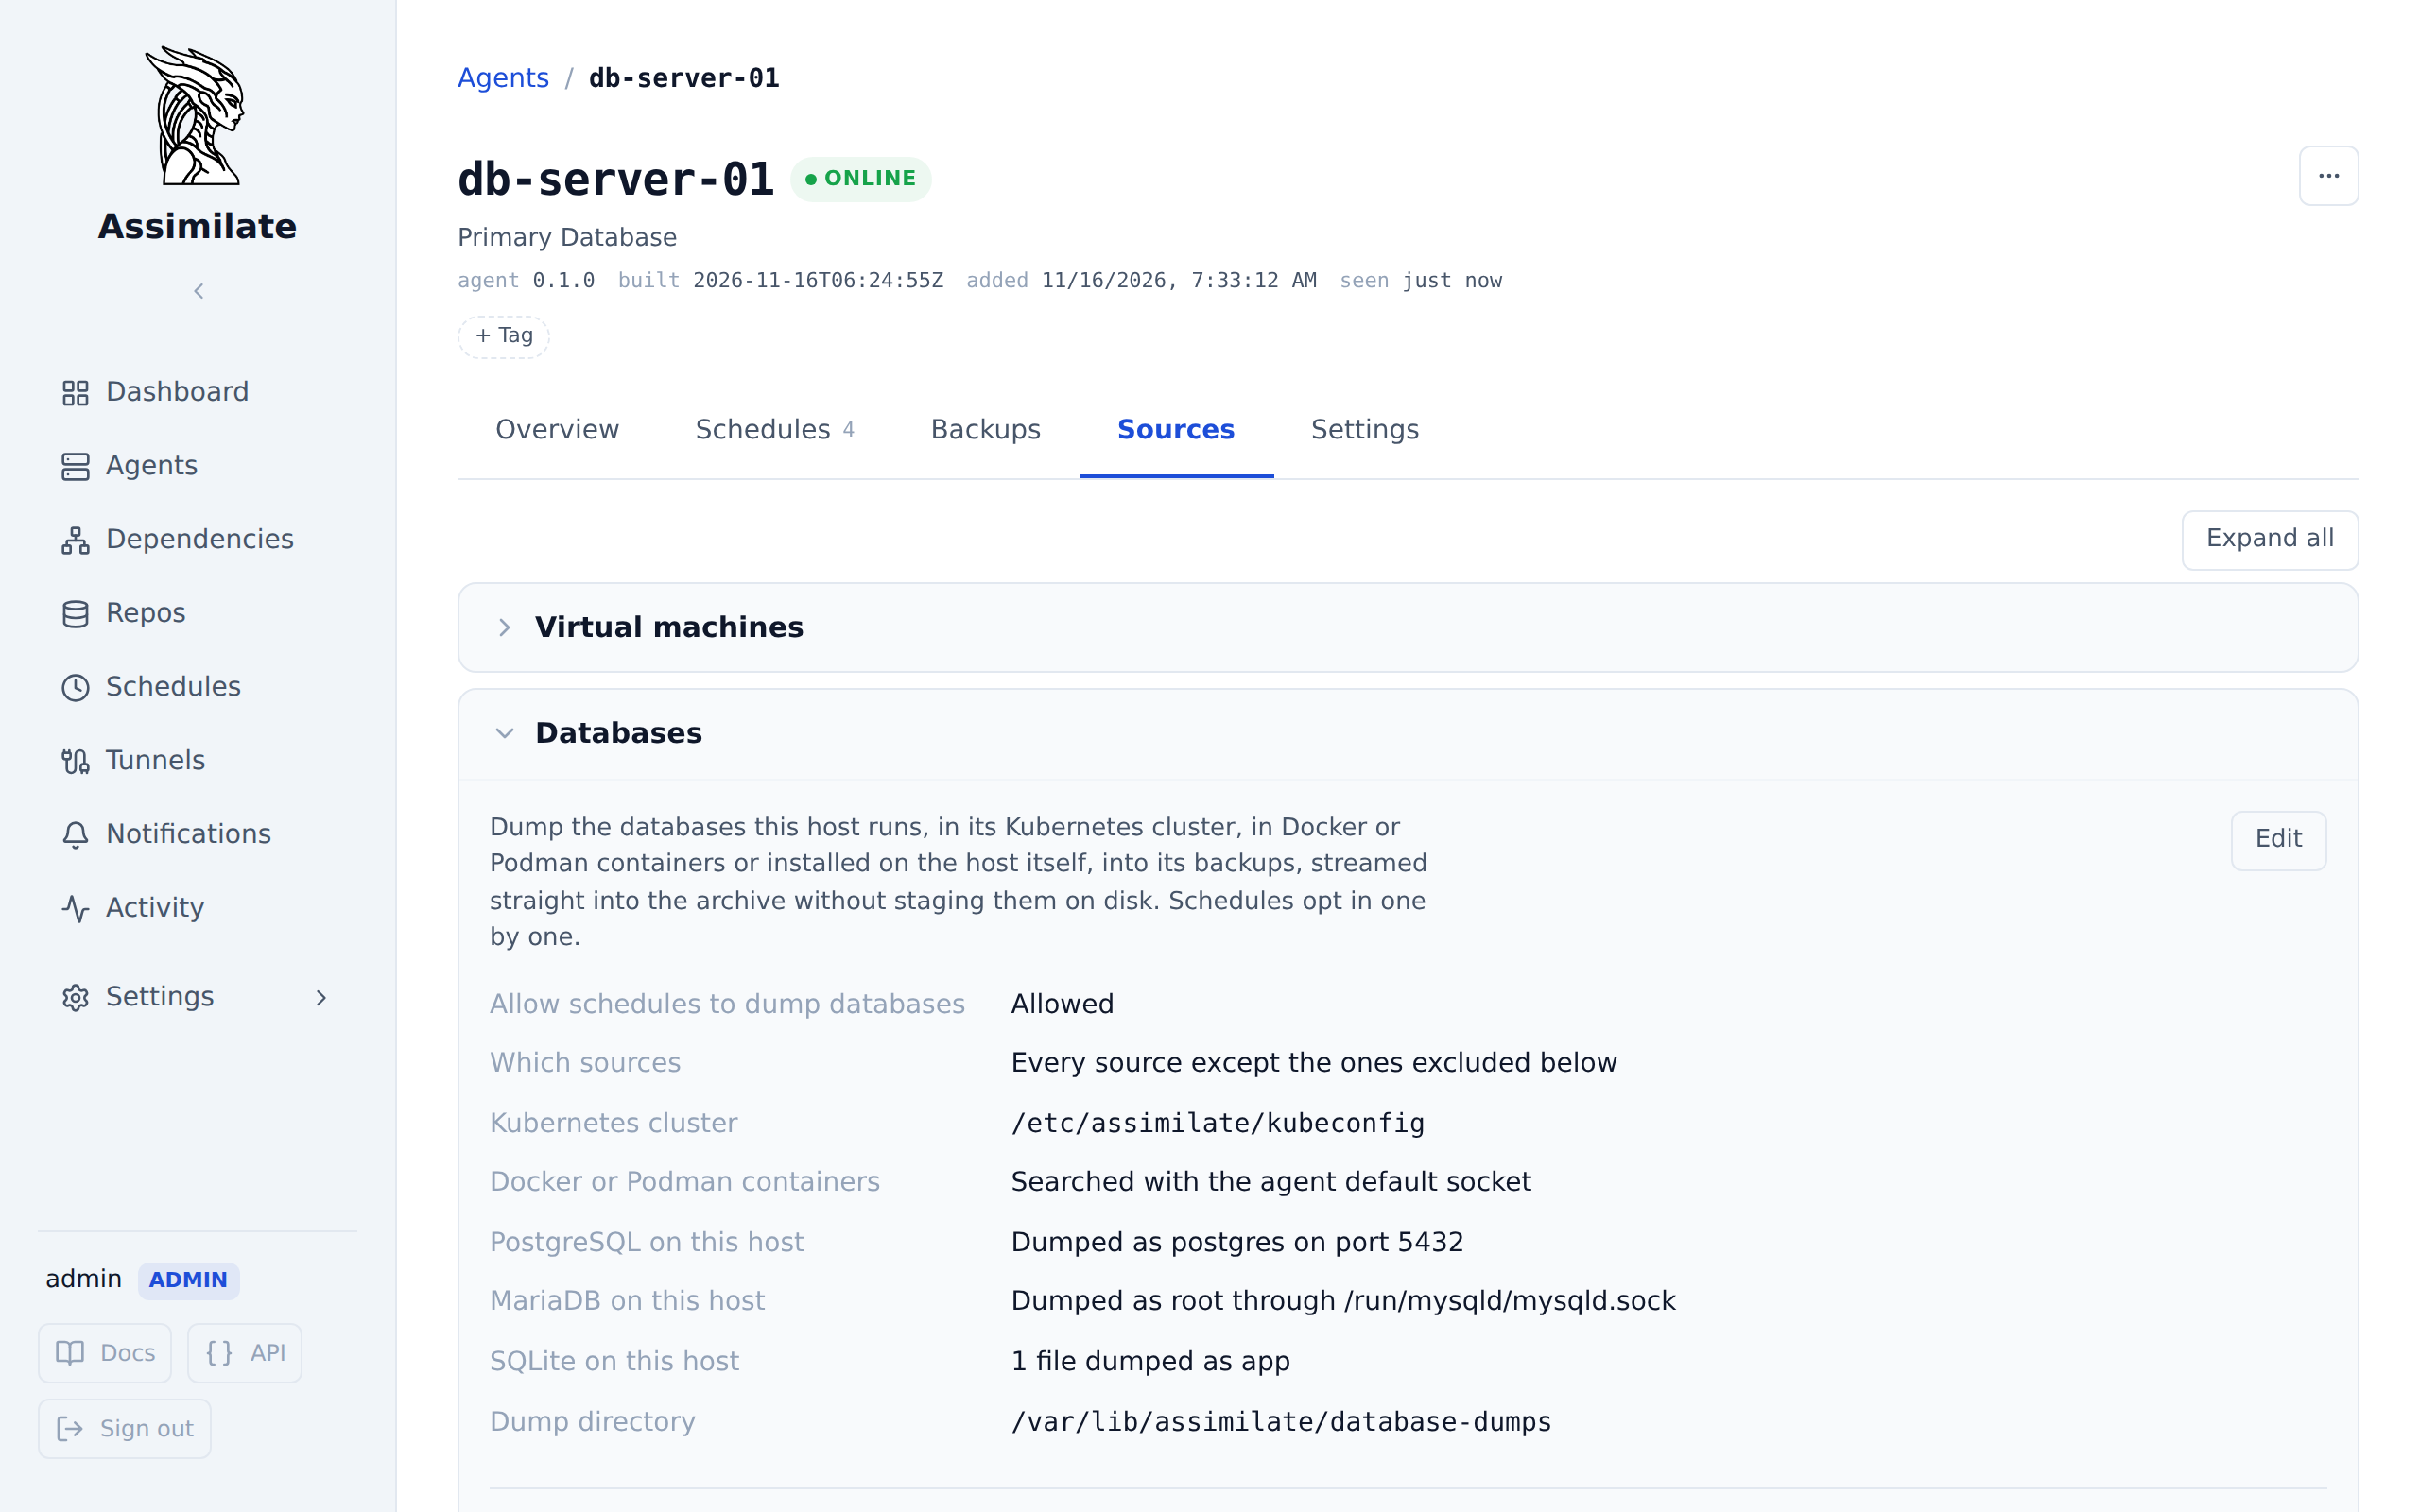 Assimilate
Dashboard
Agents
Dependencies
Repos
Schedules
Tunnels
Notifications
Activity
Settings
admin ADMIN
Docs
API
Sign out
Agents / db-server-01
db-server-01 ONLINE
Primary Database
agent 0.1.0 built 2026-11-16T06:24:55Z added 11/16/2026, 7:33:12 AM seen just now
+ Tag
Overview Schedules 4 Backups Sources Settings
Expand all
Virtual machines
Databases
Dump the databases this host runs, in its Kubernetes cluster, in Docker or
Podman containers or installed on the host itself, into its backups, streamed
straight into the archive without staging them on disk. Schedules opt in one
by one.
Edit
Allow schedules to dump databases Allowed
Which sources Every source except the ones excluded below
Kubernetes cluster /etc/assimilate/kubeconfig
Docker or Podman containers Searched with the agent default socket
PostgreSQL on this host Dumped as postgres on port 5432
MariaDB on this host Dumped as root through /run/mysqld/mysqld.sock
SQLite on this host 1 file dumped as app
Dump directory /var/lib/assimilate/database-dumps